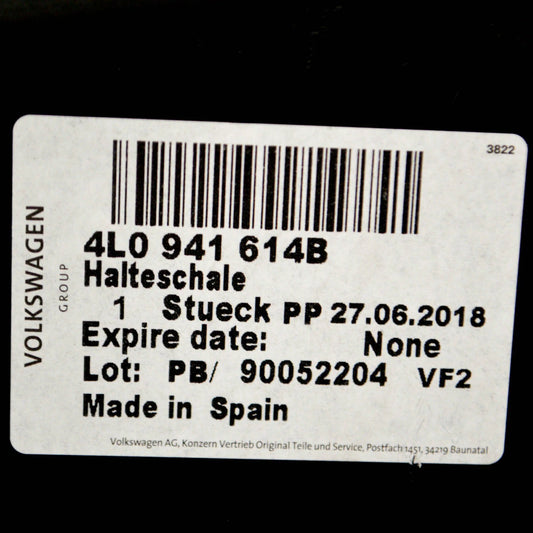 3822
VOLKSWAGEN
GROUP
4L0 941 614B
Halteschale
1 Stueck PP 27.06.2018
Expire date: None
Lot: PB/ 90052204 VF2
Made in Spain
Volkswagen AG, Konzern Vertrieb Original Teile und Service, Postfach 1451, 34219 Baunatal